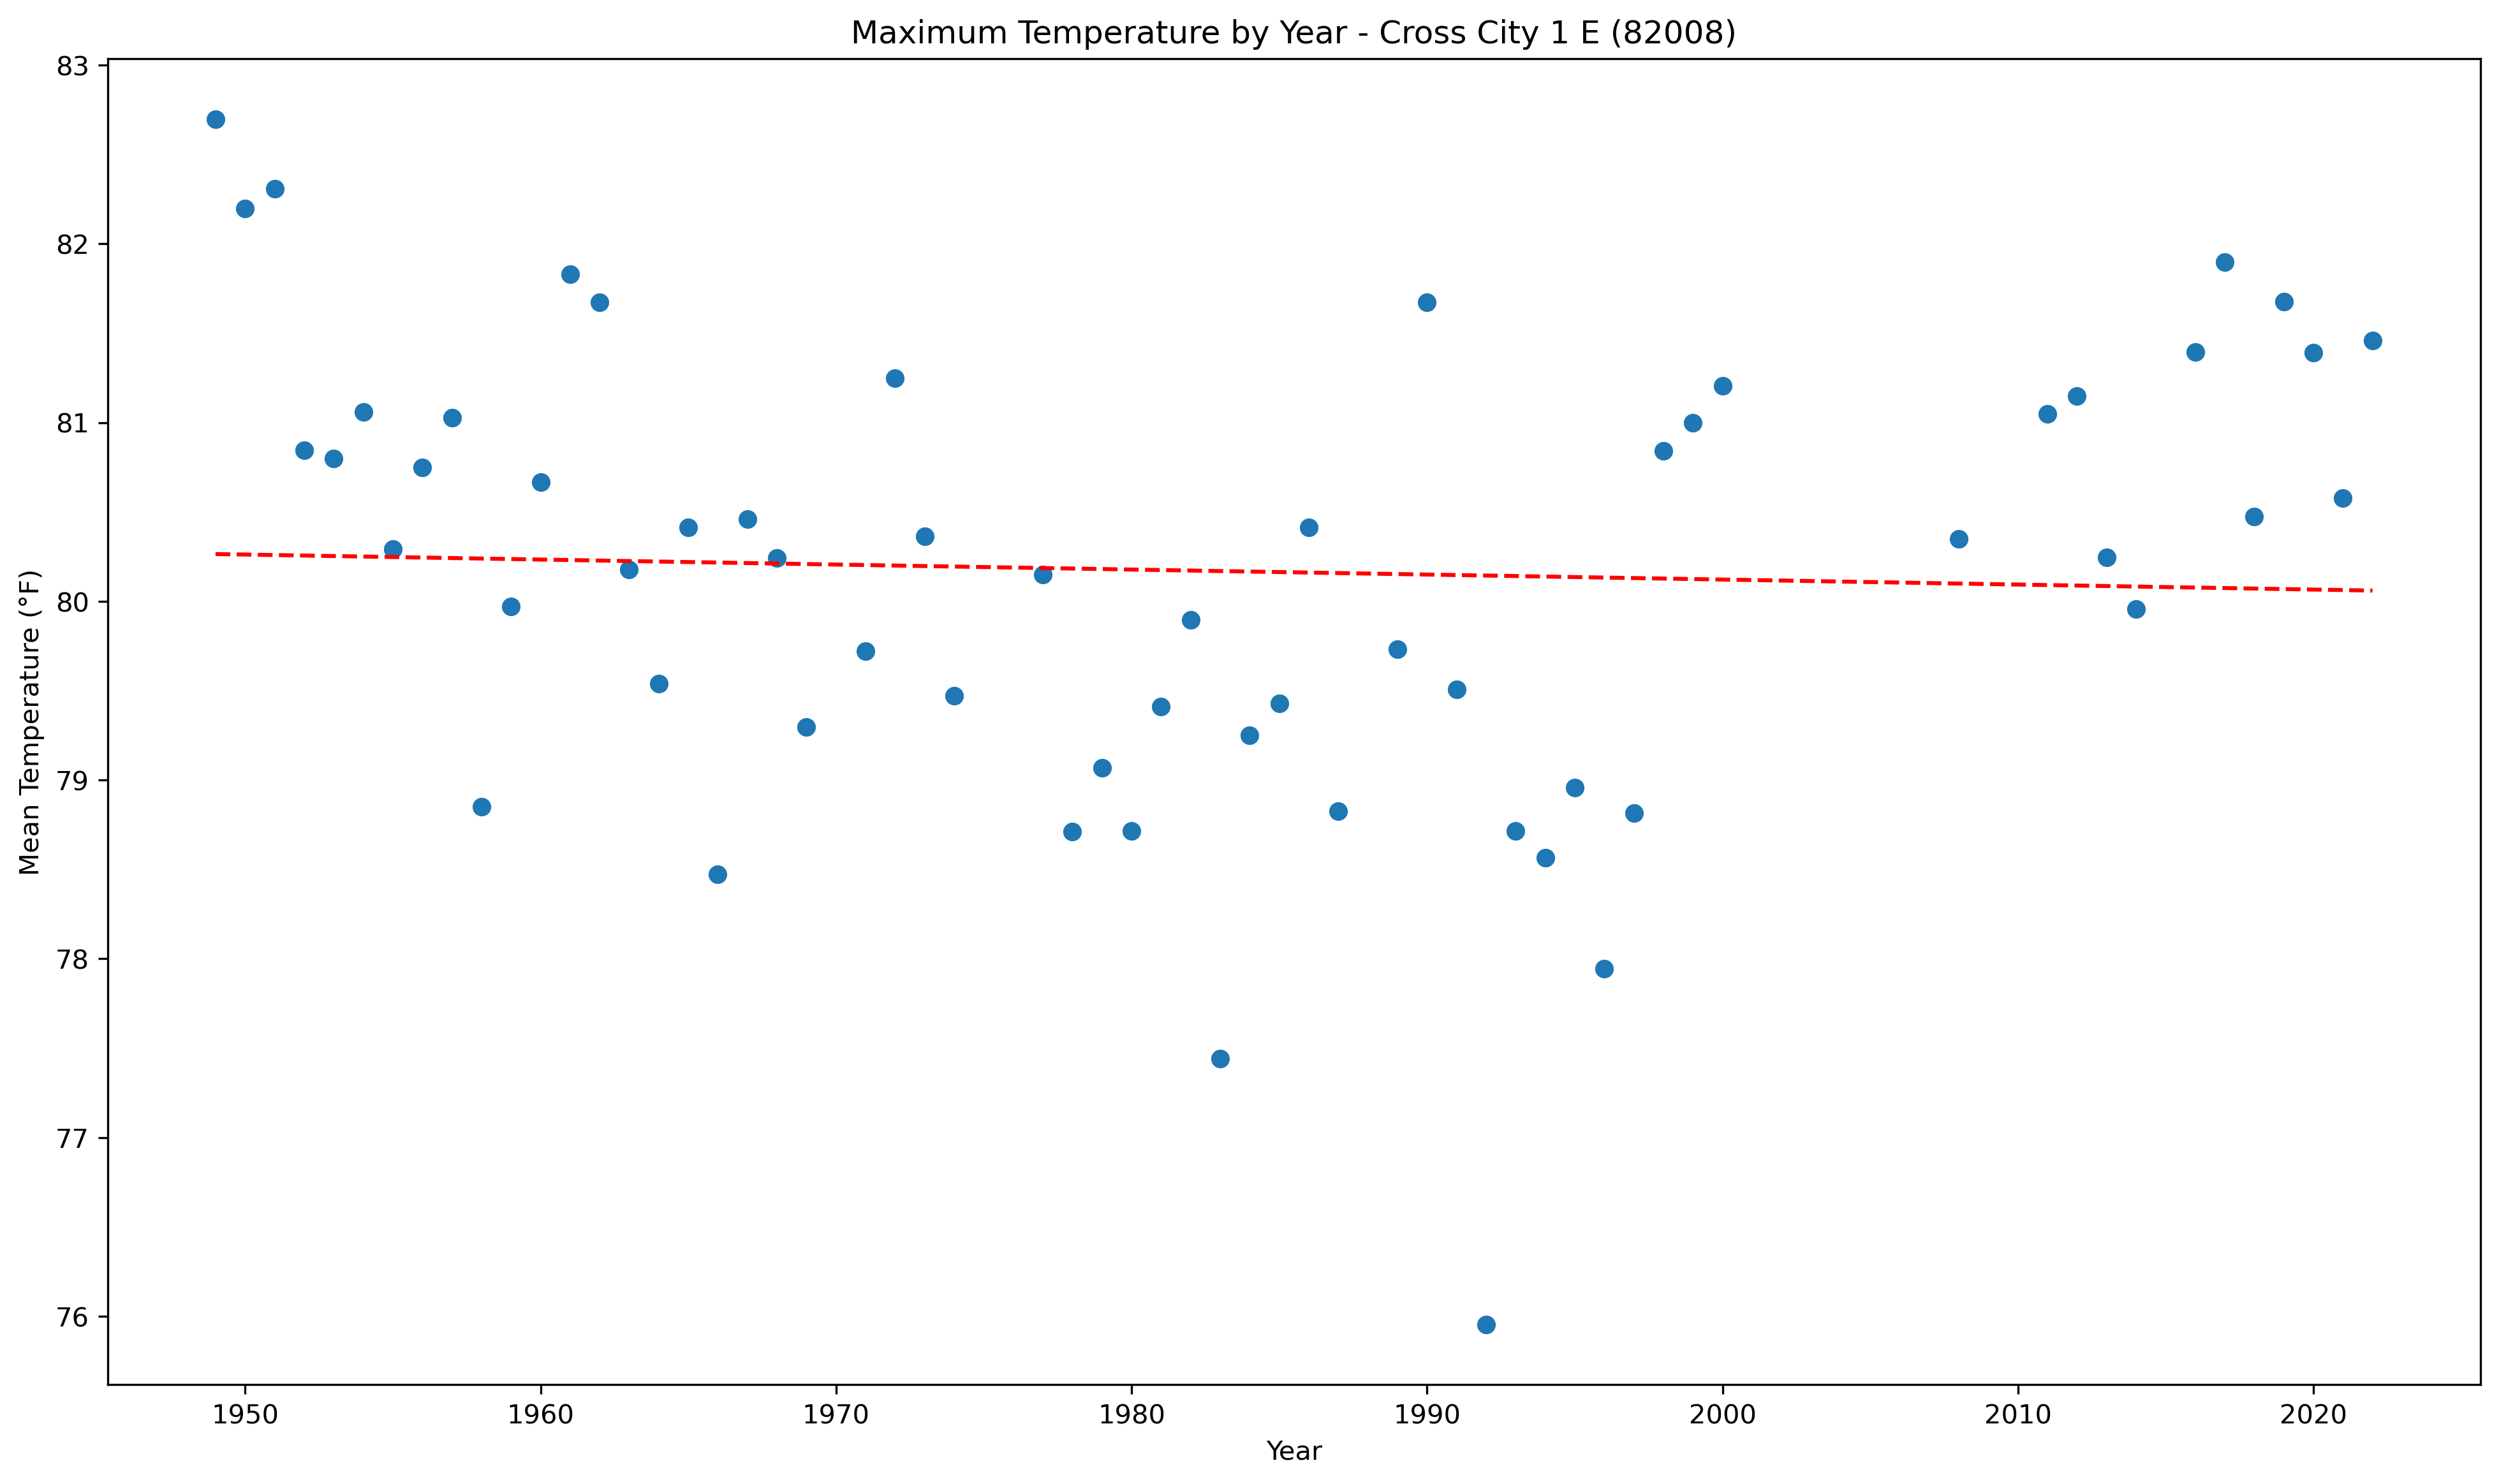 Maximum Temperature by Year - Cross City 1 E (82008)
Mean Temperature (°F)
83
82
81
80
79
78
77
76
1950 1960 1970 1980 1990 2000 2010 2020
Year